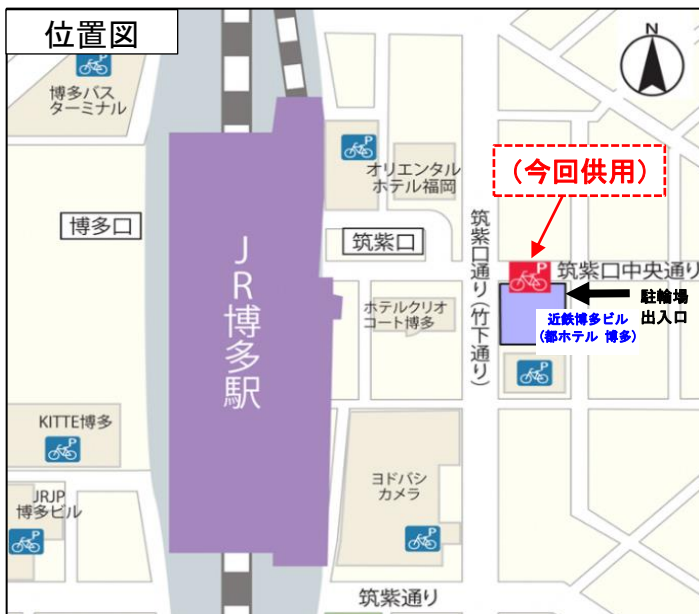 位置図
N
P
博多バス
ターミナル
P
オリエンタル
ホテル福岡
(今回供用)
博多口
筑紫口
筑紫口通り(竹下通り)
P
筑紫口中央通り
駐輪場
出入口
JR博多駅
ホテルクリオ
コート博多
近鉄博多ビル
(都ホテル 博多)
P
KITTE博多
P
ヨドバシ
カメラ
JRJP
博多ビル
P
P
筑紫通り